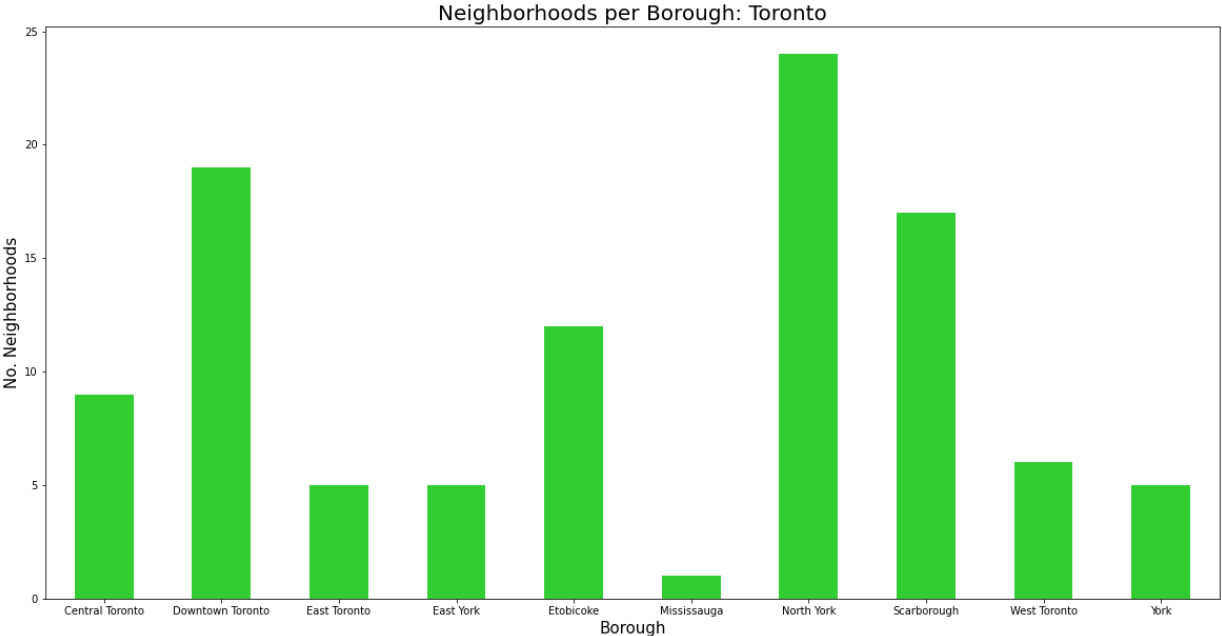 Neighborhoods per Borough: Toronto
No. Neighborhoods
25
20
15
10
5
0
Central Toronto
Downtown Toronto
East Toronto
East York
Etobicoke
Mississauga
North York
Scarborough
West Toronto
York
Borough